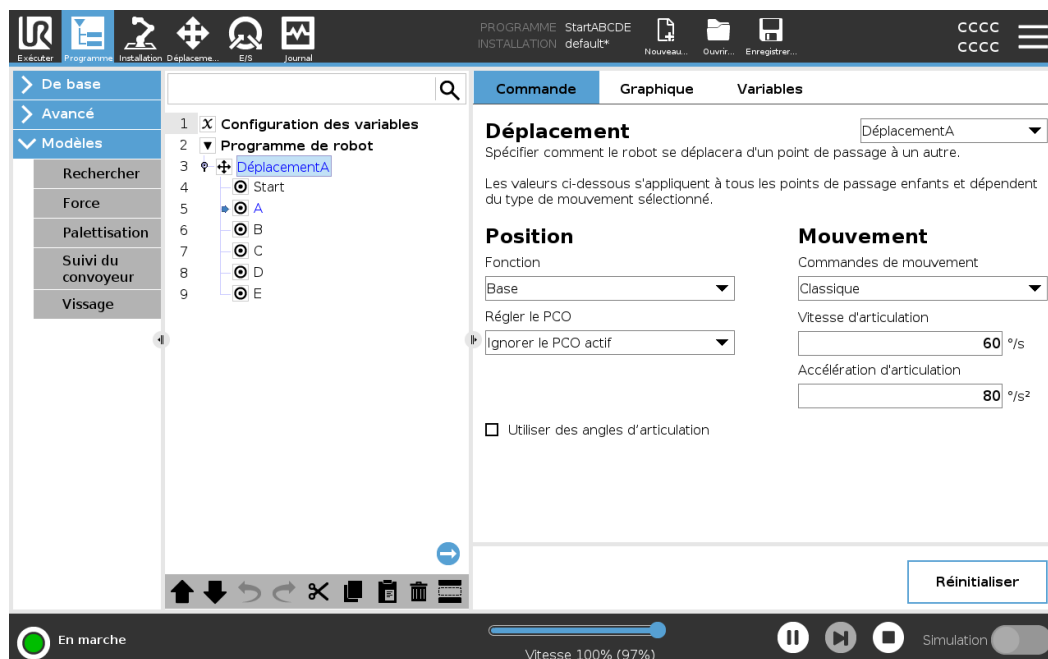 UR
PROGRAMME StartABCDE
INSTALLATION default*
CCCC
CCCC
Exécuter Programme Installation Déplaceme... E/S Journal
Nouveau... Ouvrir... Enregistrer...
De base
Avancé
Modèles
Rechercher
Force
Palettisation
Suivi du
convoyeur
Vissage
1 X Configuration des variables
2 Programme de robot
3 DéplacementA
4 Start
5 A
6 B
7 C
8 D
9 E
Commande Graphique Variables
Déplacement
DéplacementA
Spécifier comment le robot se déplacera d'un point de passage à un autre.
Les valeurs ci-dessous s'appliquent à tous les points de passage enfants et dépendent
du type de mouvement sélectionné.
Position
Fonction
Base
Régler le PCO
Ignorer le PCO actif
Utiliser des angles d'articulation
Mouvement
Commandes de mouvement
Classique
Vitesse d'articulation
60 °/s
Accélération d'articulation
80 °/s²
Réinitialiser
En marche
Vitesse 100% (97%)
Simulation